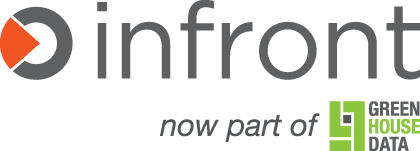 infront
now part of
GREEN
HOUSE
DATA